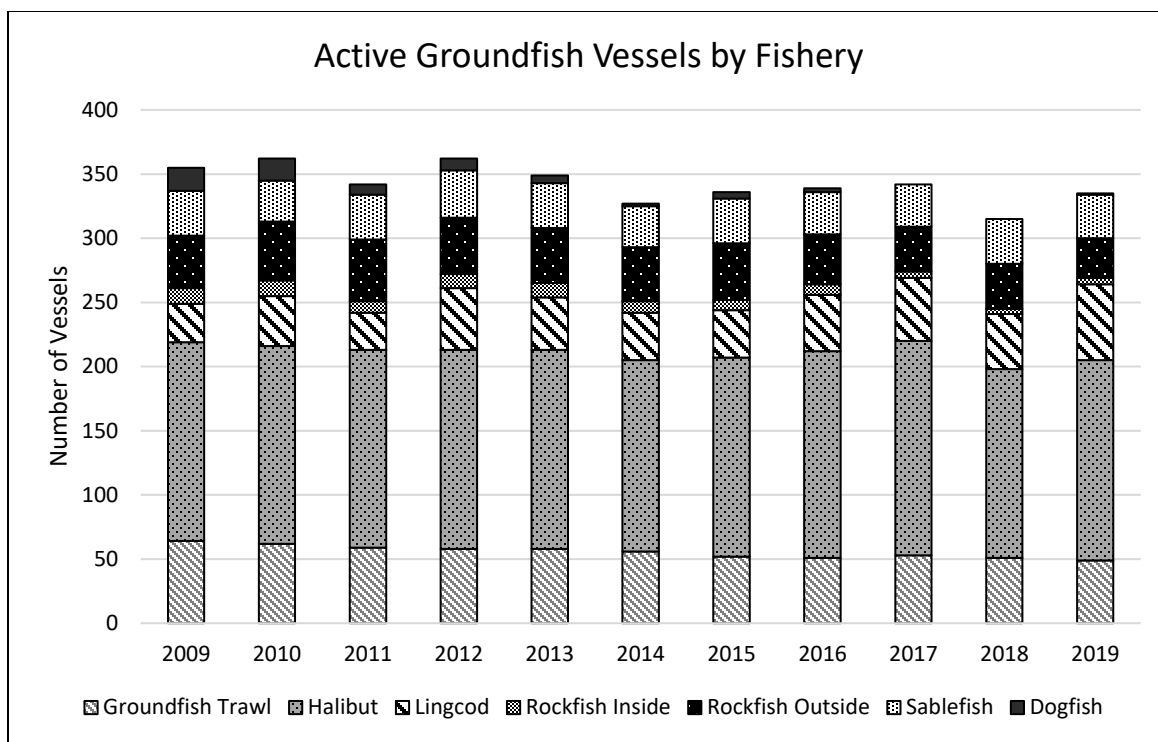 Active Groundfish Vessels by Fishery
Number of Vessels
400
350
300
250
200
150
100
50
0
2009 2010 2011 2012 2013 2014 2015 2016 2017 2018 2019
Groundfish Trawl Halibut Lingcod Rockfish Inside Rockfish Outside Sablefish Dogfish